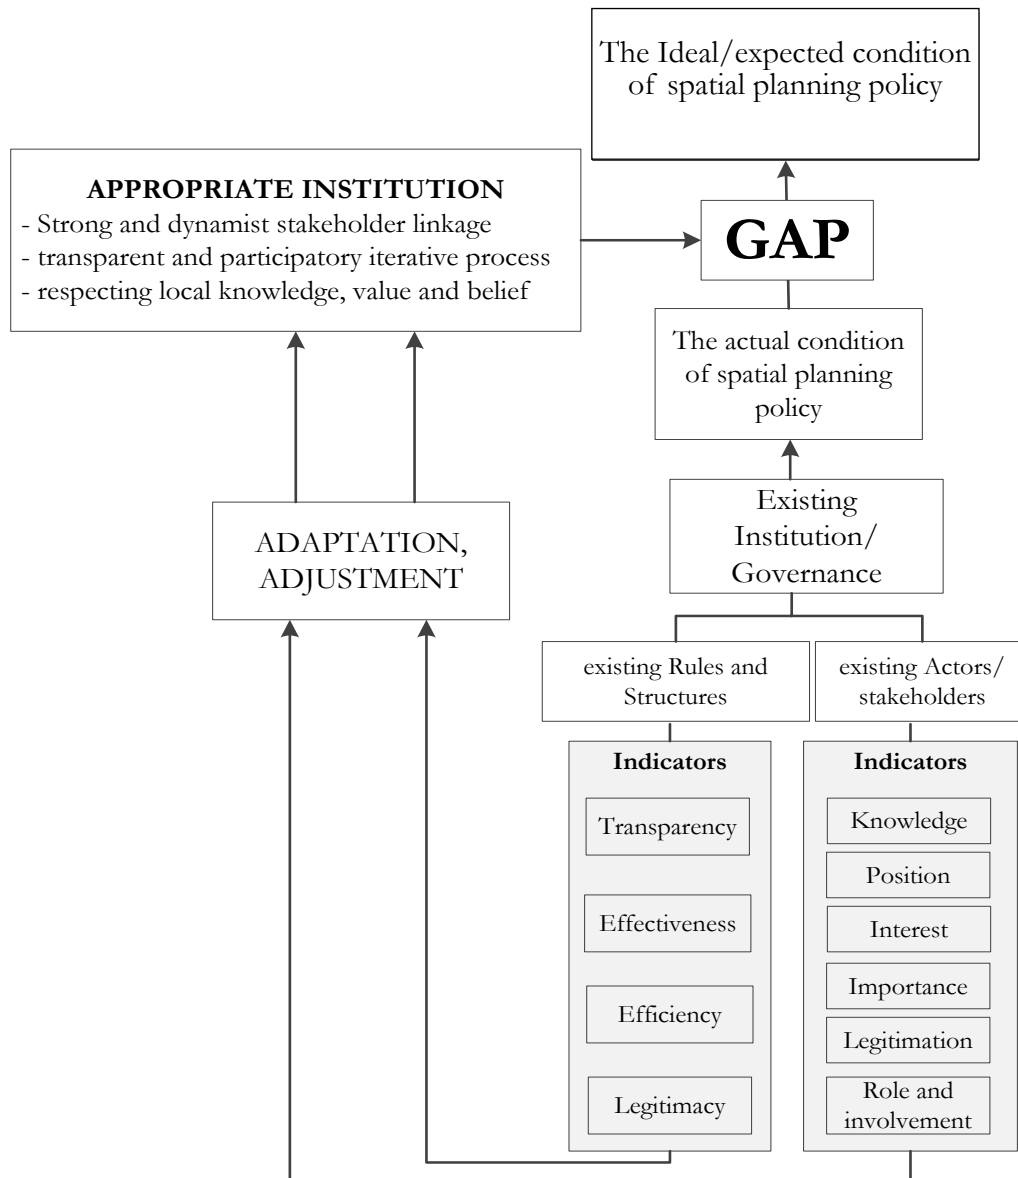 The Ideal/expected condition
of spatial planning policy
APPROPRIATE INSTITUTION
- Strong and dynamist stakeholder linkage
- transparent and participatory iterative process
- respecting local knowledge, value and belief
GAP
The actual condition
of spatial planning
policy
ADAPTATION,
ADJUSTMENT
Existing
Institution/
Governance
existing Rules and
Structures
existing Actors/
stakeholders
Indicators
Transparency
Effectiveness
Efficiency
Legitimacy
Indicators
Knowledge
Position
Interest
Importance
Legitimation
Role and
involvement